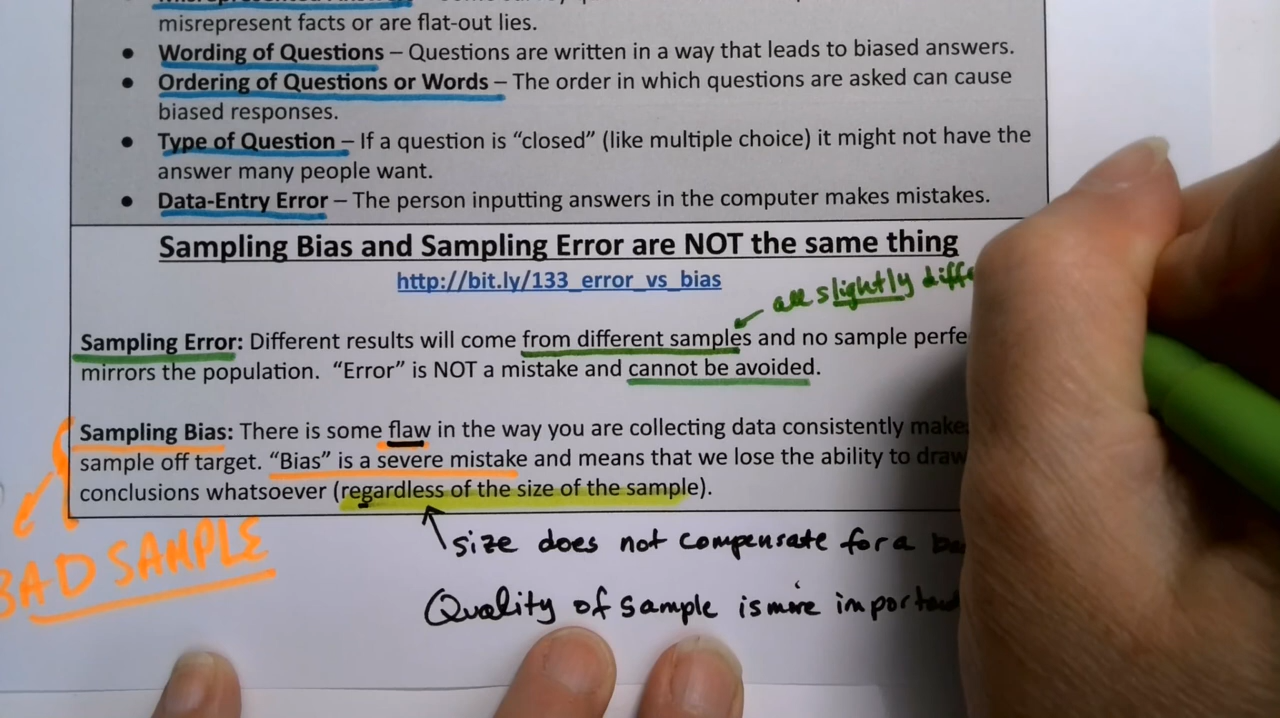 misrepresent facts or are flat-out lies.
• Wording of Questions – Questions are written in a way that leads to biased answers.
• Ordering of Questions or Words – The order in which questions are asked can cause
biased responses.
• Type of Question – If a question is “closed” (like multiple choice) it might not have the
answer many people want.
• Data-Entry Error – The person inputting answers in the computer makes mistakes.
Sampling Bias and Sampling Error are NOT the same thing
http://bit.ly/133_error_vs_bias
all slightly
Sampling Error: Different results will come from different samples and no sample
mirrors the population. “Error” is NOT a mistake and cannot be avoided.
Sampling Bias: There is some flaw in the way you are collecting data consistently
sample off target. “Bias” is a severe mistake and means that we lose the ability to draw
conclusions whatsoever (regardless of the size of the sample).
size does not compensate for a
BAD SAMPLE
Quality of sample is more